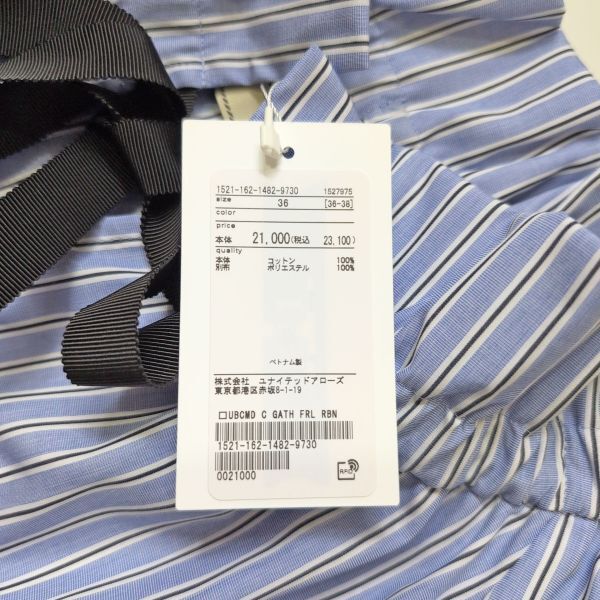 1521-162-1482-9730 1527975
size 36 [36-38]
color
price
本体 21,000(税込 23,100)
quality
本体 コットン 100%
別布 ポリエステル 100%
ベトナム製
株式会社 ユナイテッドアローズ
東京都港区赤坂8-1-19
□UBCMD C GATH FRL RBN
1521-162-1482-9730
0021000
RFID